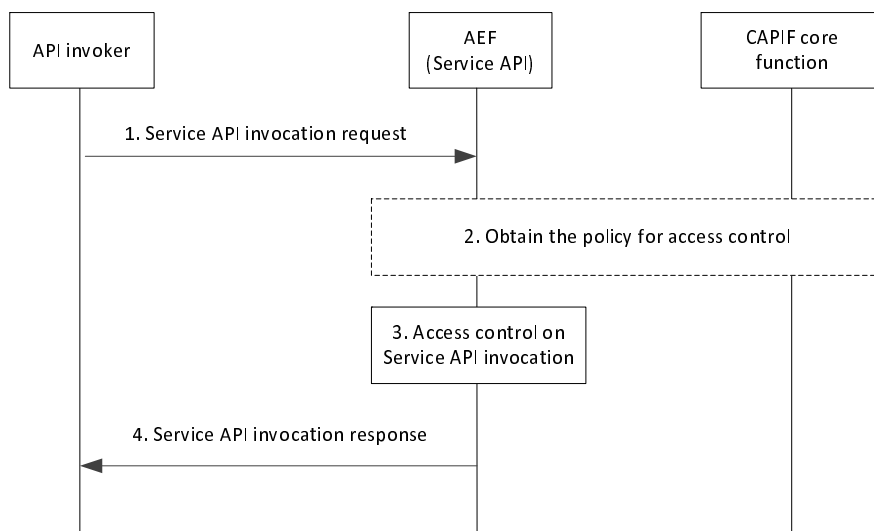 API invoker
AEF
(Service API)
CAPIF core
function
1. Service API invocation request
2. Obtain the policy for access control
3. Access control on
Service API invocation
4. Service API invocation response